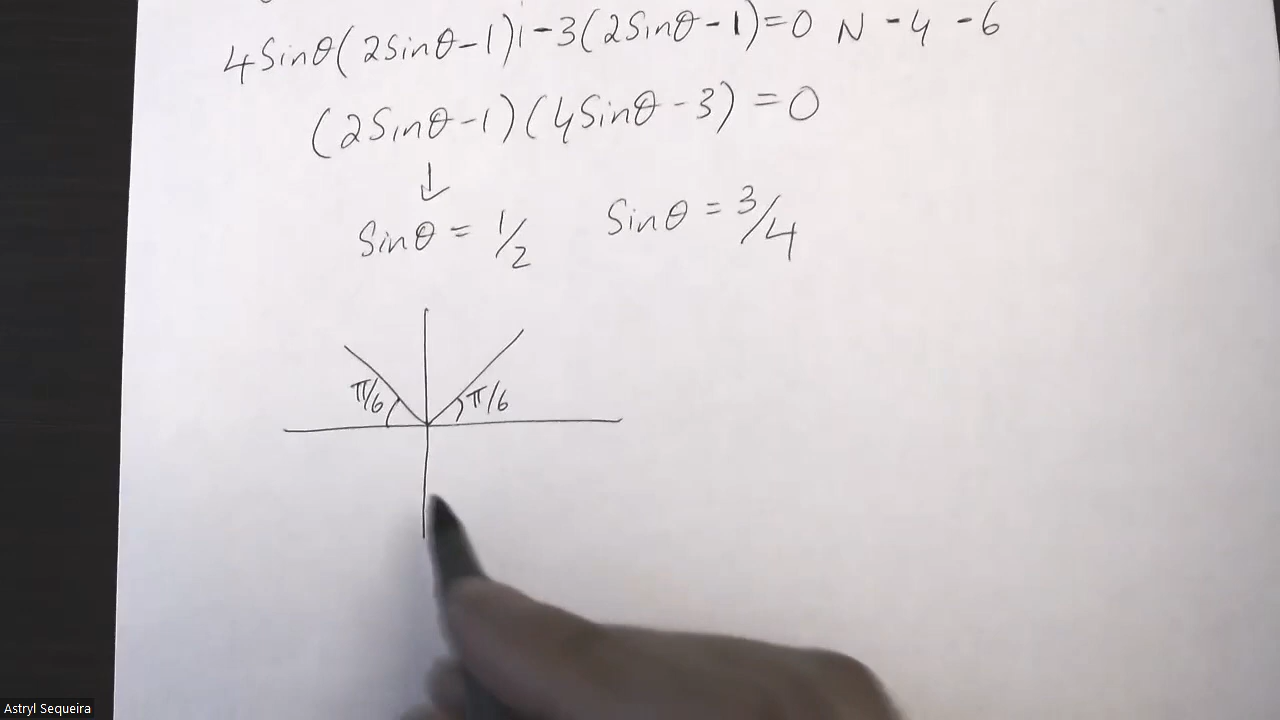 4Sinθ(2sinθ-1)-3(2Sinθ-1)=0 N -4 -6
(2Sinθ-1)(4Sinθ-3)=0
↓
Sinθ = 1/2 Sinθ = 3/4
π/6 π/6
Astryl Sequeira